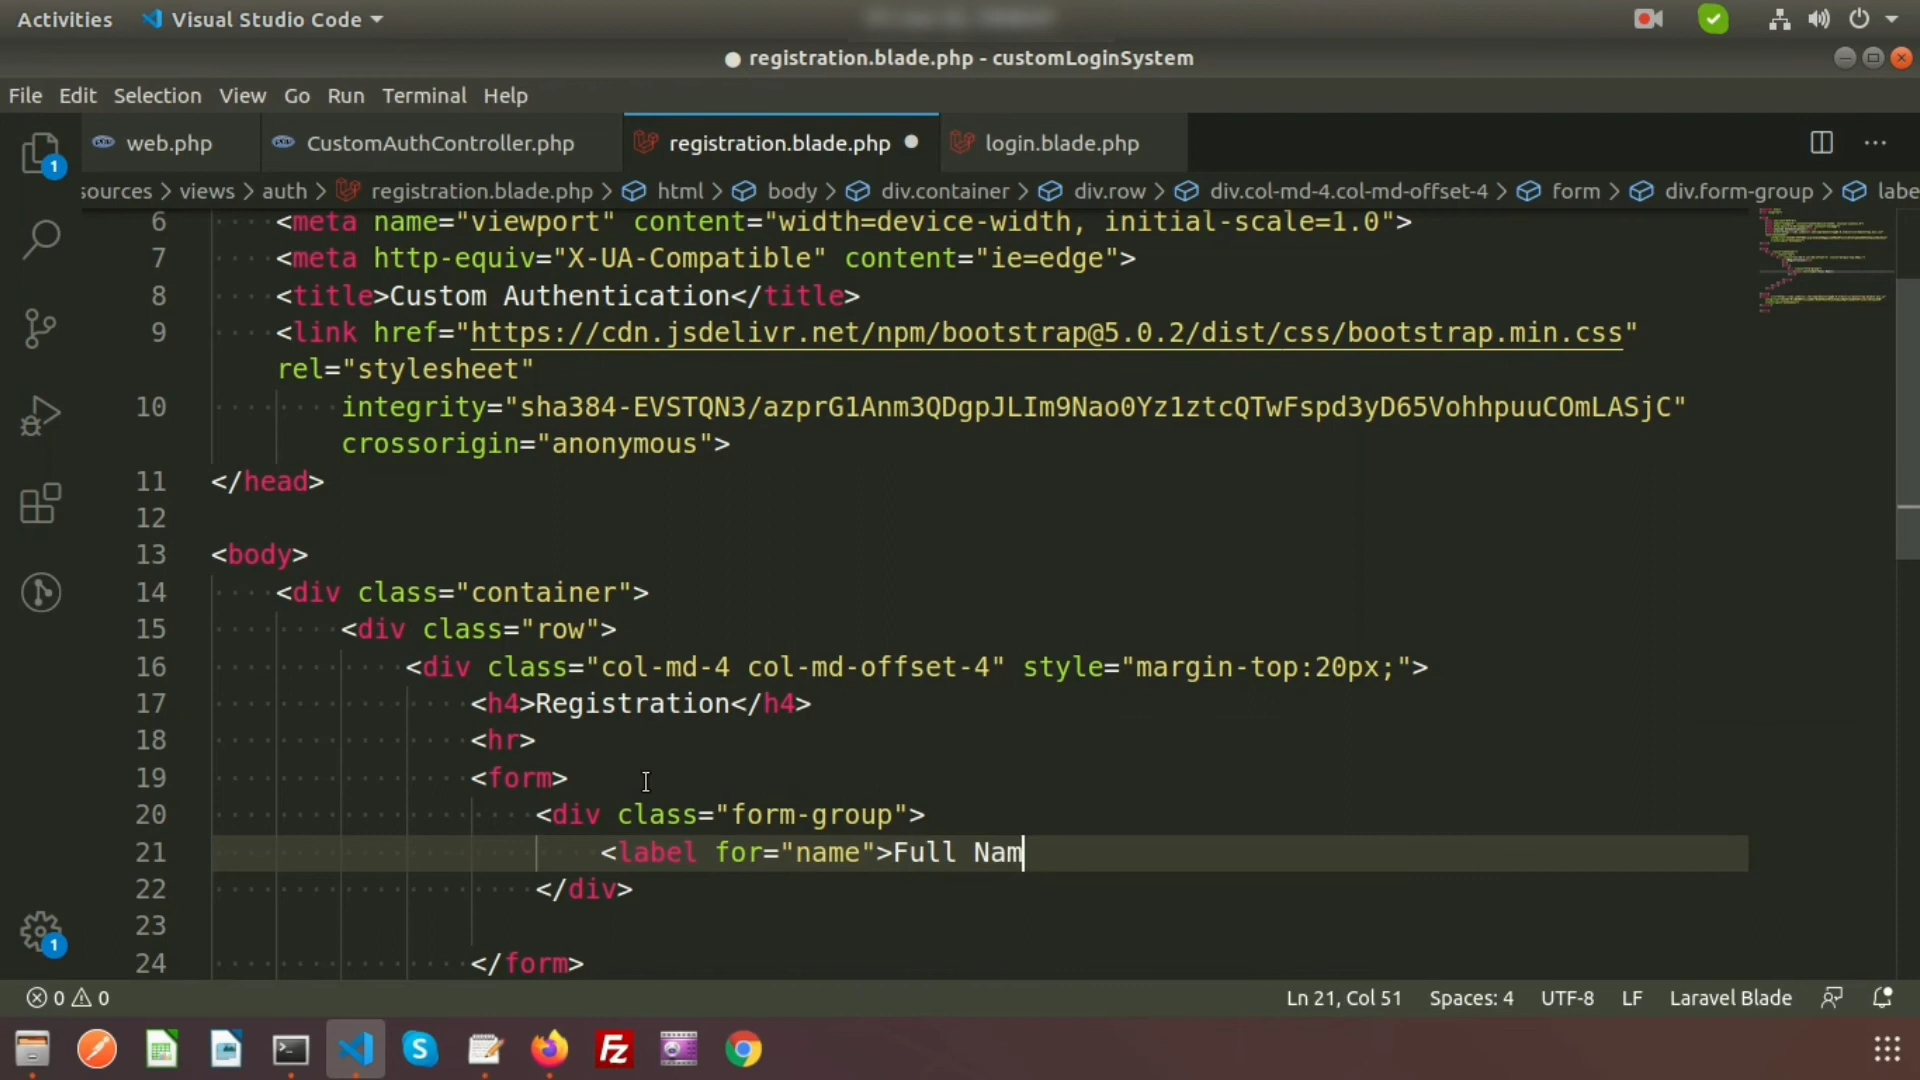 Activities Visual Studio Code
registration.blade.php - customLoginSystem
File Edit Selection View Go Run Terminal Help
web.php CustomAuthController.php registration.blade.php login.blade.php
sources > views > auth > registration.blade.php > html > body > div.container > div.row > div.col-md-4.col-md-offset-4 > form > div.form-group > labe
6 <meta name="viewport" content="width=device-width, initial-scale=1.0">
7 <meta http-equiv="X-UA-Compatible" content="ie=edge">
8 <title>Custom Authentication</title>
9 <link href="https://cdn.jsdelivr.net/npm/bootstrap@5.0.2/dist/css/bootstrap.min.css"
rel="stylesheet"
10 integrity="sha384-EVSTQN3/azprG1Anm3QDgpJLIm9Nao0Yz1ztcQTwFspd3yD65VohhpuuCOmLASjC"
crossorigin="anonymous">
11 </head>
12
13 <body>
14 <div class="container">
15 <div class="row">
16 <div class="col-md-4 col-md-offset-4" style="margin-top:20px;">
17 <h4>Registration</h4>
18 <hr>
19 <form>
20 <div class="form-group">
21 <label for="name">Full Nam
22 </div>
23
24 </form>
0 0 Ln 21, Col 51 Spaces: 4 UTF-8 LF Laravel Blade